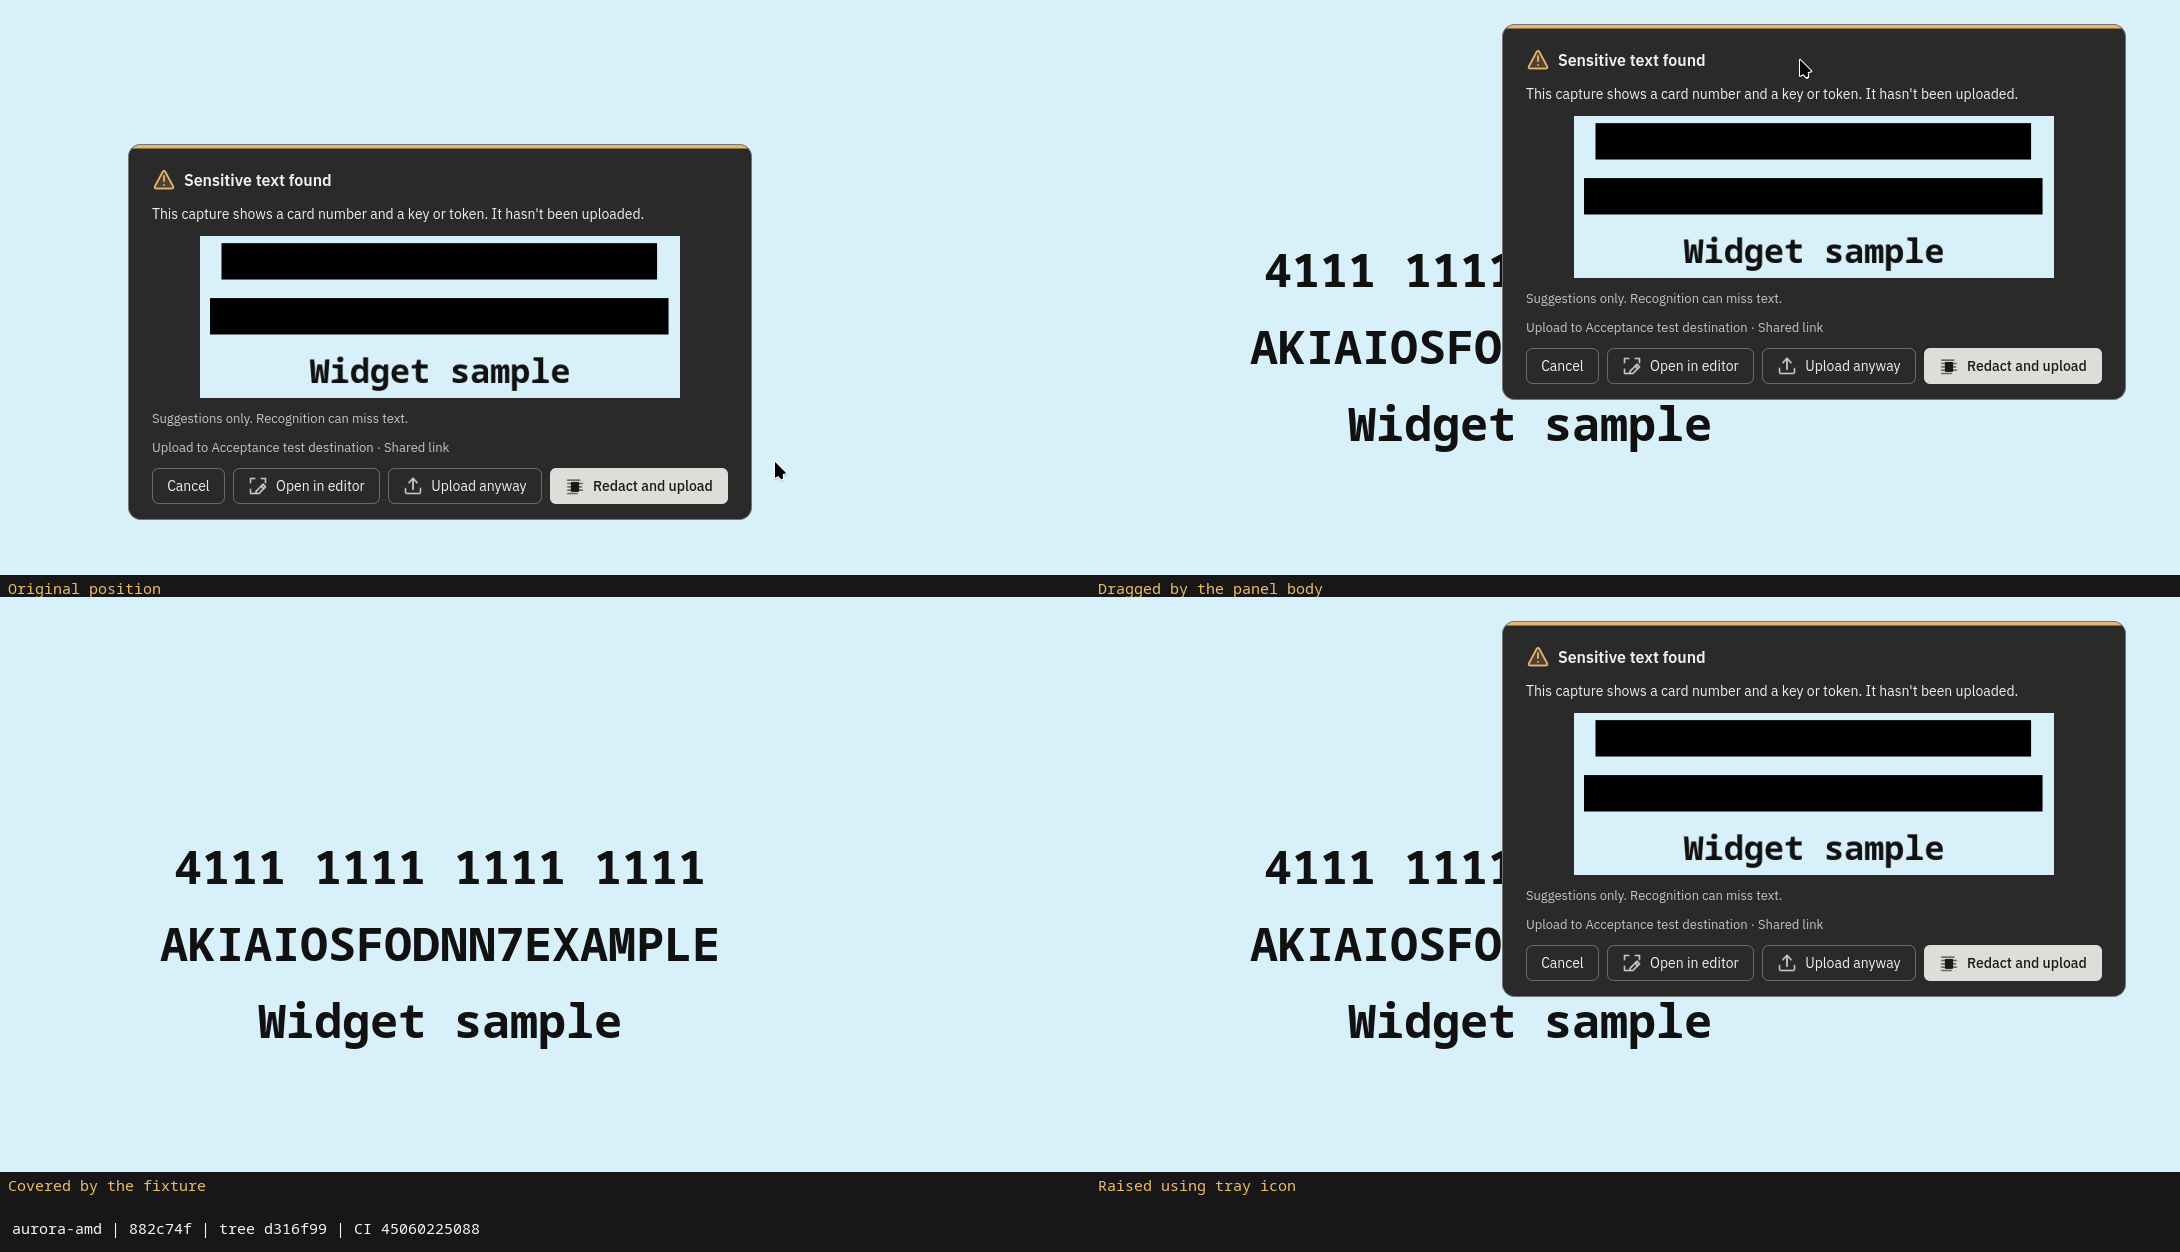 Sensitive text found
This capture shows a card number and a key or token. It hasn't been uploaded.
Widget sample
Suggestions only. Recognition can miss text.
Upload to Acceptance test destination · Shared link
Cancel Open in editor Upload anyway Redact and upload
Original position
Sensitive text found
This capture shows a card number and a key or token. It hasn't been uploaded.
Widget sample
Suggestions only. Recognition can miss text.
Upload to Acceptance test destination · Shared link
Cancel Open in editor Upload anyway Redact and upload
4111 1111
AKIAIOSFO
Widget sample
Dragged by the panel body
4111 1111 1111 1111
AKIAIOSFODNN7EXAMPLE
Widget sample
Covered by the fixture
Sensitive text found
This capture shows a card number and a key or token. It hasn't been uploaded.
Widget sample
Suggestions only. Recognition can miss text.
Upload to Acceptance test destination · Shared link
Cancel Open in editor Upload anyway Redact and upload
4111 1111
AKIAIOSFO
Widget sample
Raised using tray icon
aurora-amd | 882c74f | tree d316f99 | CI 45060225088